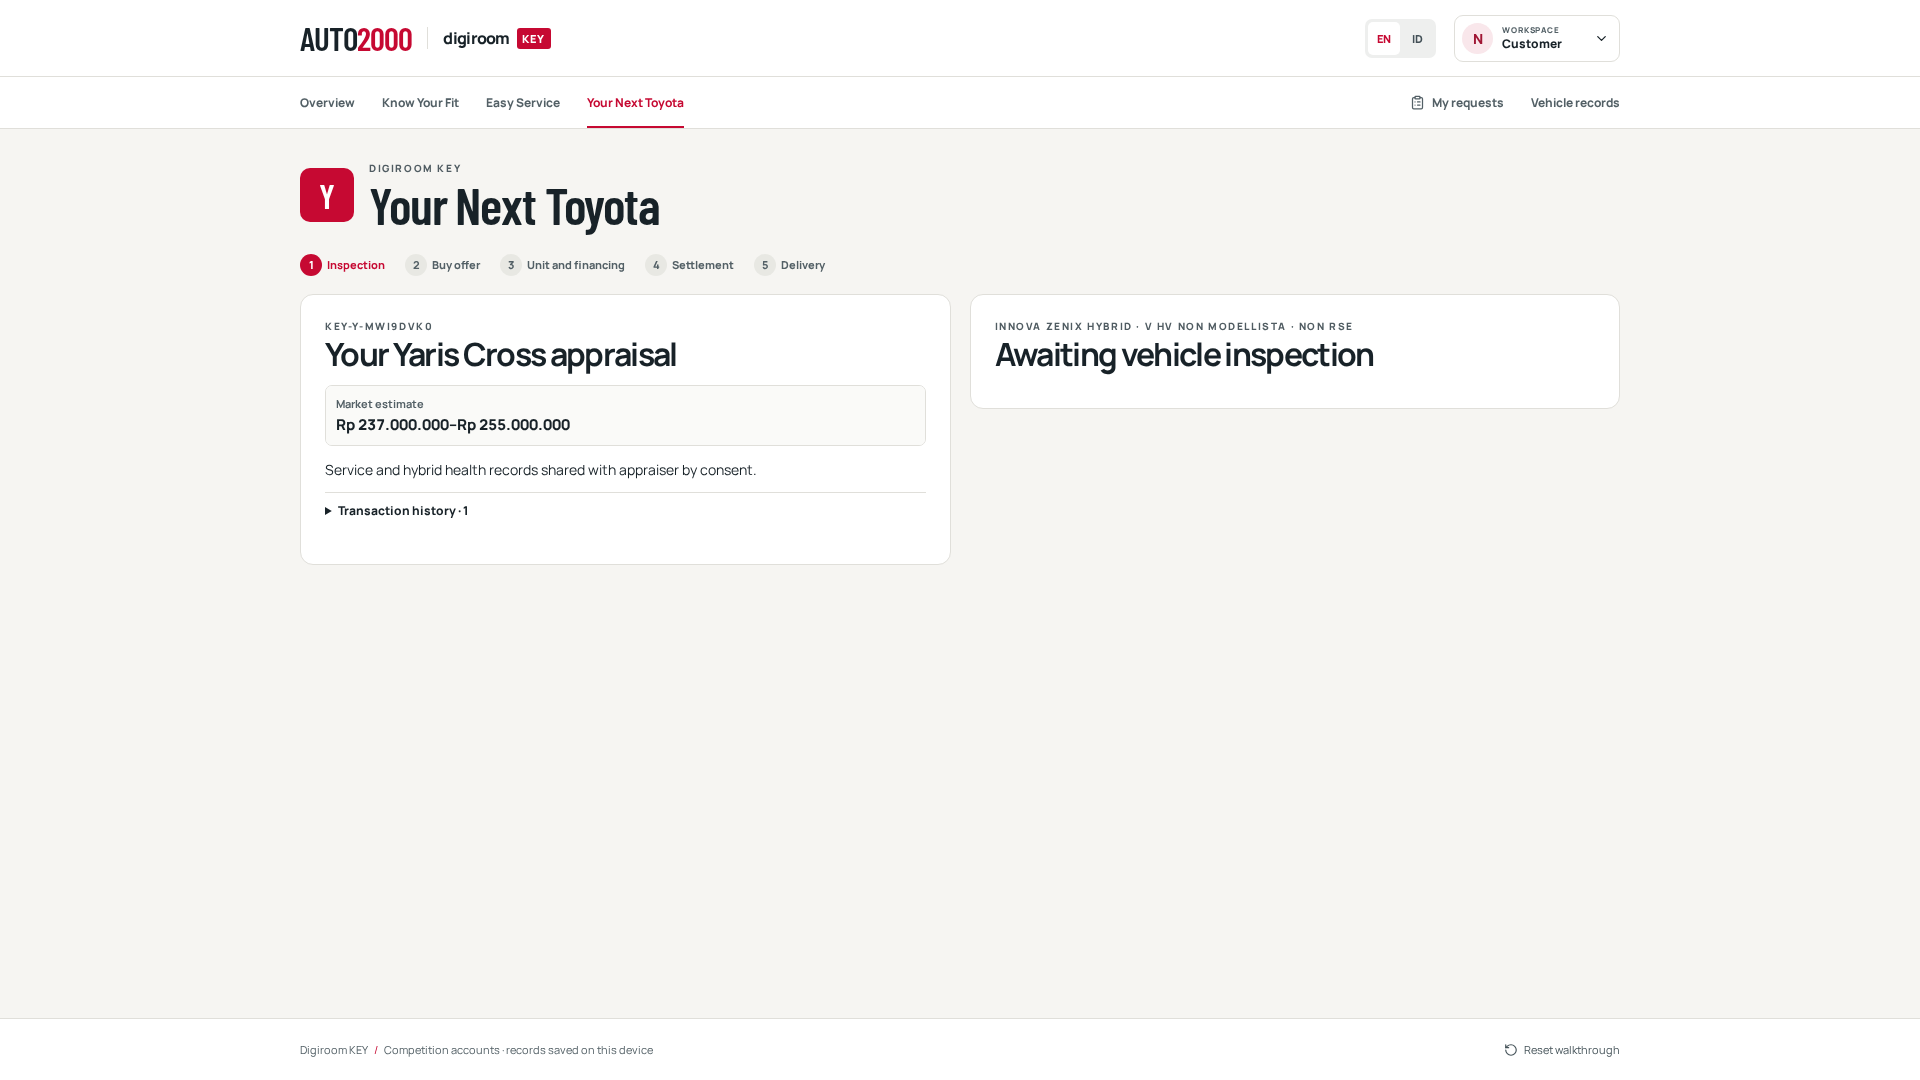 AUTO2000
digiroom KEY
EN ID
N
WORKSPACE
Customer
Overview Know Your Fit Easy Service Your Next Toyota My requests Vehicle records
Y
DIGIROOM KEY
Your Next Toyota
1 Inspection 2 Buy offer 3 Unit and financing 4 Settlement 5 Delivery
KEY-Y-MWI9DVK0
Your Yaris Cross appraisal
Market estimate
Rp 237.000.000–Rp 255.000.000
Service and hybrid health records shared with appraiser by consent.
Transaction history · 1
INNOVA ZENIX HYBRID · V HV NON MODELLISTA · NON RSE
Awaiting vehicle inspection
Digiroom KEY / Competition accounts · records saved on this device
Reset walkthrough